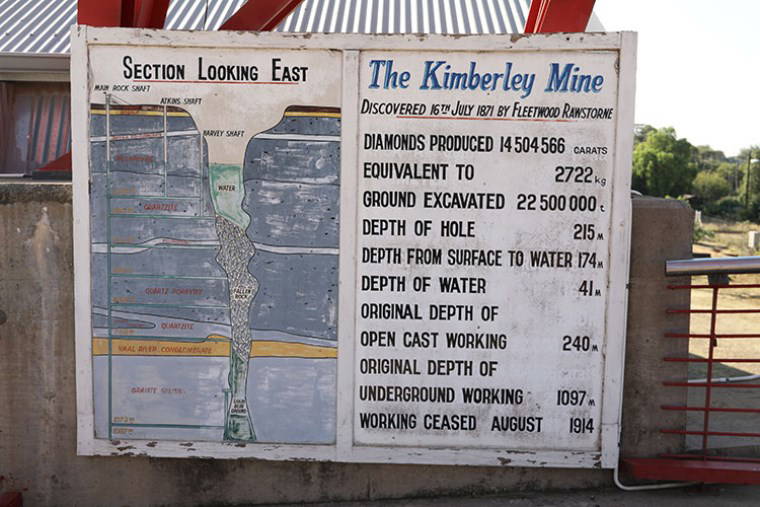 SECTION LOOKING EAST
MAIN ROCK SHAFT
ATKINS SHAFT
HARVEY SHAFT
WATER
QUARTZITE
FALLEN
ROCK
QUARTZ PORPHYRY
QUARTZITE
VAAL RIVER CONGLOMERATE
GROUND
The Kimberley Mine
DISCOVERED 16TH JULY 1871 BY FLEETWOOD RAWSTORNE
DIAMONDS PRODUCED 14 504 566 CARATS
EQUIVALENT TO 2722 kg
GROUND EXCAVATED 22 500 000 t
DEPTH OF HOLE 215 M
DEPTH FROM SURFACE TO WATER 174 M
DEPTH OF WATER 41 M
ORIGINAL DEPTH OF
OPEN CAST WORKING 240 M
ORIGINAL DEPTH OF
UNDERGROUND WORKING 1097 M
WORKING CEASED AUGUST 1914